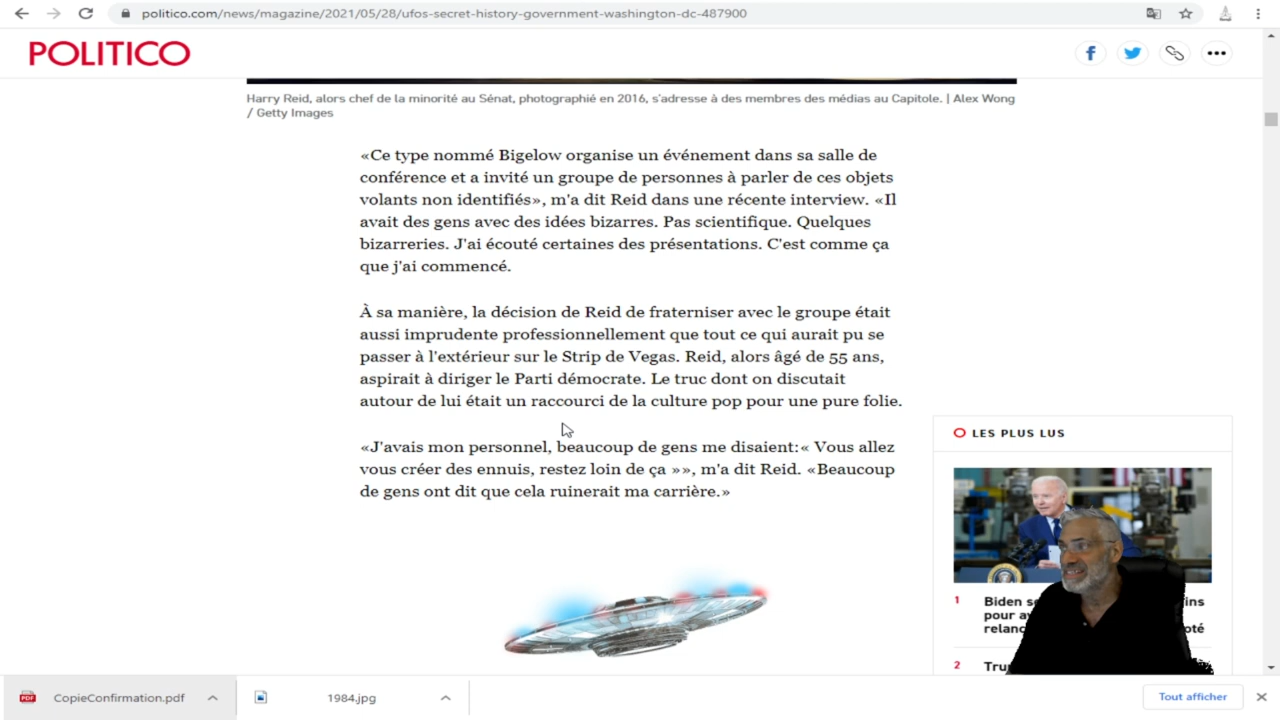 politico.com/news/magazine/2021/05/28/ufos-secret-history-government-washington-dc-487900
POLITICO
Harry Reid, alors chef de la minorité au Sénat, photographié en 2016, s'adresse à des membres des médias au Capitole. | Alex Wong
/ Getty Images
«Ce type nommé Bigelow organise un événement dans sa salle de
conférence et a invité un groupe de personnes à parler de ces objets
volants non identifiés», m'a dit Reid dans une récente interview. «Il
avait des gens avec des idées bizarres. Pas scientifique. Quelques
bizarreries. J'ai écouté certaines des présentations. C'est comme ça
que j'ai commencé.
À sa manière, la décision de Reid de fraterniser avec le groupe était
aussi imprudente professionnellement que tout ce qui aurait pu se
passer à l'extérieur sur le Strip de Vegas. Reid, alors âgé de 55 ans,
aspirait à diriger le Parti démocrate. Le truc dont on discutait
autour de lui était un raccourci de la culture pop pour une pure folie.
«J'avais mon personnel, beaucoup de gens me disaient:« Vous allez
vous créer des ennuis, restez loin de ça »», m'a dit Reid. «Beaucoup
de gens ont dit que cela ruinerait ma carrière.»
LES PLUS LUS
1 Biden
pour
2
PDF CopieConfirmation.pdf
1984.jpg
Tout afficher